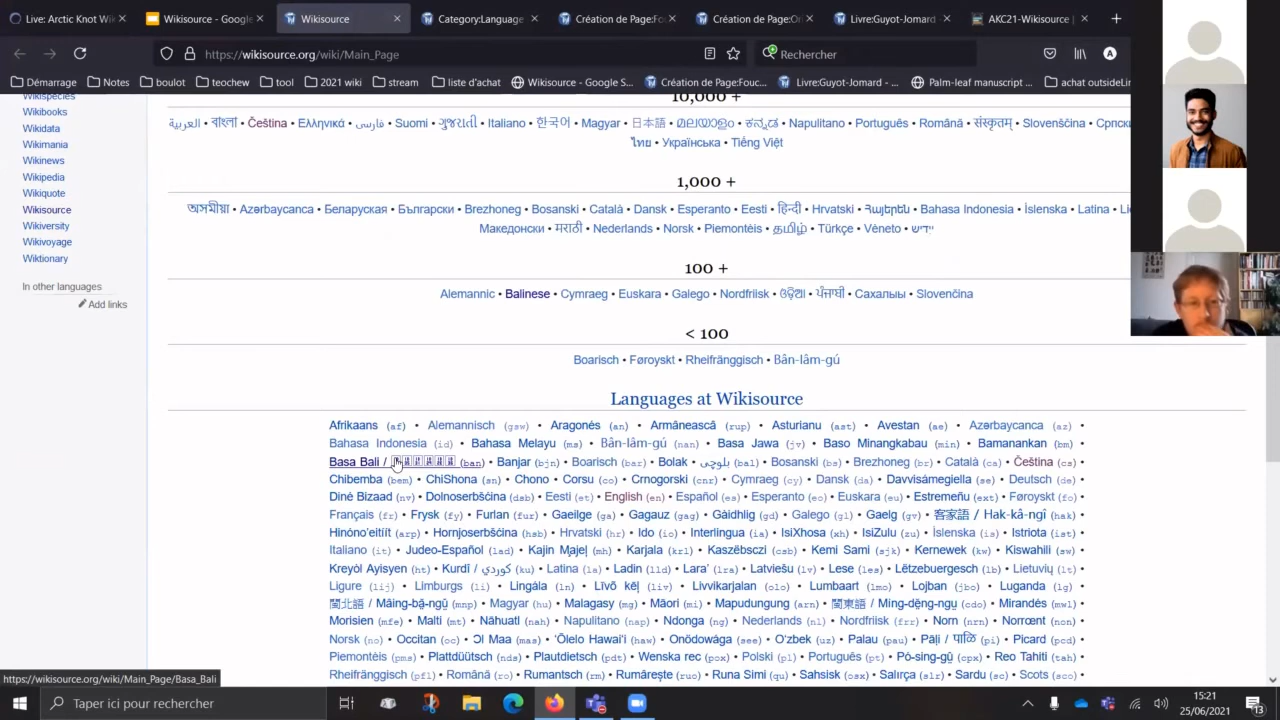 Live: Arctic Knot Wik
Wikisource - Google
Wikisource
Category:Language
Création de Page:Fo
Création de Page:Ori
Livre:Guyot-Jomard
AKC21-Wikisource |
https://wikisource.org/wiki/Main_Page
Rechercher
Démarrage Notes boulot teochew tool 2021 wiki stream liste d'achat Wikisource - Google S... Création de Page:Fouc... Livre:Guyot-Jomard -... Palm-leaf manuscript ... achat outsideLin
Wikispecies
Wikibooks
Wikidata
Wikimania
Wikinews
Wikipedia
Wikiquote
Wikisource
Wikiversity
Wikivoyage
Wiktionary
In other languages
Add links
10,000 +
العربية • বাংলা • Čeština • Ελληνικά • فارسی • Suomi • ગુજરાતી • Italiano • 한국어 • Magyar • 日本語 • മലയാളം • ಕನ್ನಡ • Napulitano • Português • Română • संस्कृतम् • Slovenščina • Српски
ไทย • Українська • Tiếng Việt
1,000 +
অসমীয়া • Azərbaycanca • Беларуская • Български • Brezhoneg • Bosanski • Català • Dansk • Esperanto • Eesti • हिन्दी • Hrvatski • Հայերեն • Bahasa Indonesia • Íslenska • Latina • Li
Македонски • मराठी • Nederlands • Norsk • Piemontèis • தமிழ் • Türkçe • Vèneto • ייִדיש
100 +
Alemannic • Balinese • Cymraeg • Euskara • Galego • Nordfriisk • ଓଡ଼ିଆ • ਪੰਜਾਬੀ • Сахалыы • Slovenčina
< 100
Boarisch • Føroyskt • Rheifränggisch • Bân-lâm-gú
Languages at Wikisource
Afrikaans (af) • Alemannisch (gsw) • Aragonés (an) • Armãneascã (rup) • Asturianu (ast) • Avestan (ae) • Azərbaycanca (az) •
Bahasa Indonesia (id) • Bahasa Melayu (ms) • Bân-lâm-gú (nan) • Basa Jawa (jv) • Baso Minangkabau (min) • Bamanankan (bm) •
Basa Bali / (ban) • Banjar (bjn) • Boarisch (bar) • Bolak • بلوچی (bal) • Bosanski (bs) • Brezhoneg (br) • Català (ca) • Čeština (cs) •
Chibemba (bem) • ChiShona (sn) • Chono • Corsu (co) • Crnogorski (cnr) • Cymraeg (cy) • Dansk (da) • Davvisámegiella (se) • Deutsch (de) •
Diné Bizaad (nv) • Dolnoserbšćina (dsb) • Eesti (et) • English (en) • Español (es) • Esperanto (eo) • Euskara (eu) • Estremeñu (ext) • Føroyskt (fo) •
Français (fr) • Frysk (fy) • Furlan (fur) • Gaeilge (ga) • Gagauz (gag) • Gàidhlig (gd) • Galego (gl) • Gaelg (gv) • 客家語 / Hak-kâ-ngî (hak) •
Hinónoʼeitíít (arp) • Hornjoserbšćina (hsb) • Hrvatski (hr) • Ido (io) • Interlingua (ia) • IsiXhosa (xh) • IsiZulu (zu) • Íslenska (is) • Istriota (ist) •
Italiano (it) • Judeo-Español (lad) • Kajin M̧ajeļ (mh) • Karjala (krl) • Kaszëbsczi (csb) • Kemi Sami (sjk) • Kernewek (kw) • Kiswahili (sw) •
Kreyòl Ayisyen (ht) • Kurdî / كوردي (ku) • Latina (la) • Ladin (lld) • Lara' (lra) • Latviešu (lv) • Lese (les) • Lëtzebuergesch (lb) • Lietuvių (lt) •
Ligure (lij) • Limburgs (li) • Lingála (ln) • Līvõ kēļ (liv) • Livvikarjalan (olo) • Lumbaart (lmo) • Lojban (jbo) • Luganda (lg) •
閩北語 / Mâing-bă̤-ngṳ̌ (mnp) • Magyar (hu) • Malagasy (mg) • Māori (mi) • Mapudungun (arn) • 閩東語 / Mìng-dĕ̤ng-ngṳ̄ (cdo) • Mirandés (mwl) •
Morisien (mfe) • Malti (mt) • Nāhuatl (nah) • Napulitano (nap) • Ndonga (ng) • Nederlands (nl) • Nordfriisk (frr) • Norn (nrn) • Norrœnt (non) •
Norsk (no) • Occitan (oc) • Ɔl Maa (mas) • ʻŌlelo Hawaiʻi (haw) • Onödowága (see) • O'zbek (uz) • Palau (pau) • Pāḷi / पाळि (pi) • Picard (pcd) •
Piemontèis (pms) • Plattdüütsch (nds) • Plautdietsch (pdt) • Wenska rec (pox) • Polski (pl) • Português (pt) • Pó-sing-gṳ̂ (cpx) • Reo Tahiti (tah) •
Rheifränggisch (pfl) • Română (ro) • Rumantsch (rm) • Rumâreşte (ruo) • Runa Simi (qu) • Sahsisk (osx) • Salırça (slr) • Sardu (sc) • Scots (sco) •
https://wikisource.org/wiki/Main_Page/Basa_Bali
Taper ici pour rechercher
15:21
25/06/2021
13